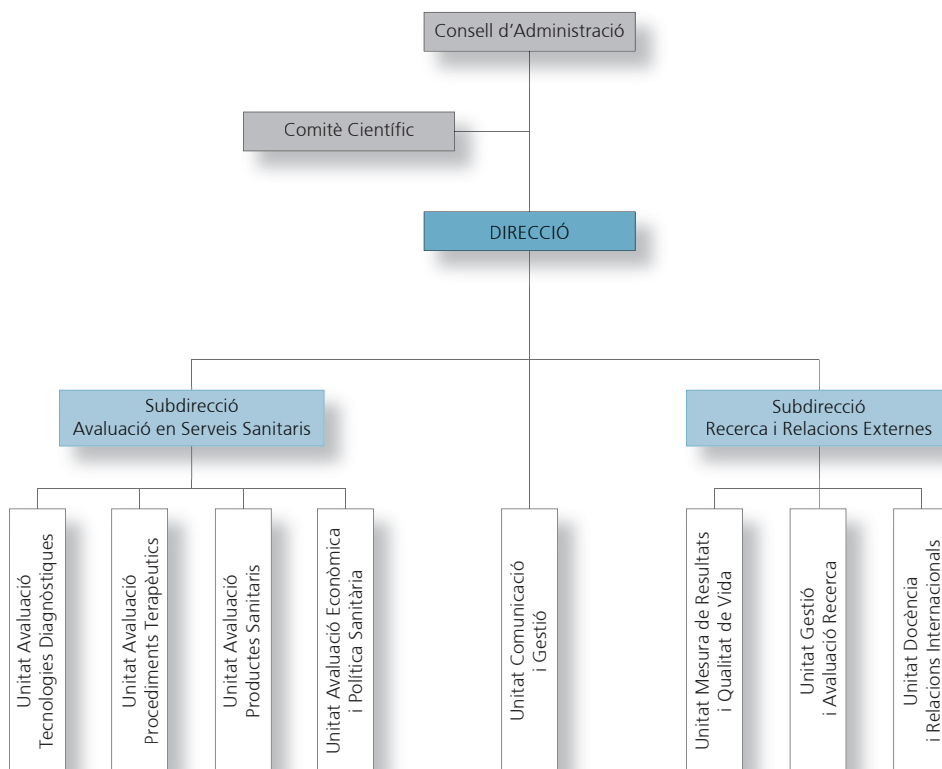 Consell d'Administració
Comitè Científic
DIRECCIÓ
Subdirecció
Avaluació en Serveis Sanitaris
Subdirecció
Recerca i Relacions Externes
Unitat Avaluació
Tecnologies Diagnòstiques
Unitat Avaluació
Procediments Terapèutics
Unitat Avaluació
Productes Sanitaris
Unitat Avaluació Econòmica
i Política Sanitària
Unitat Comunicació
i Gestió
Unitat Mesura de Resultats
i Qualitat de Vida
Unitat Gestió
i Avaluació Recerca
Unitat Docència
i Relacions Internacionals